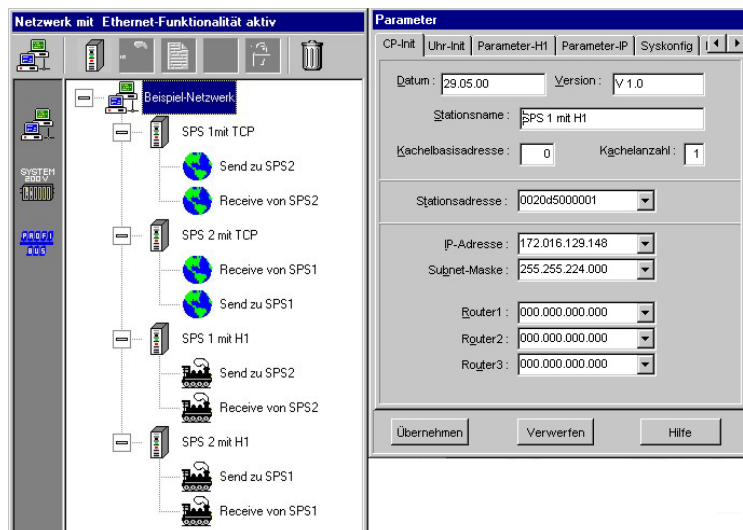 Netzwerk mit Ethernet-Funktionalität aktiv
SYSTEM
200 V
PROFI
BUS
Beispiel-Netzwerk
SPS 1mit TCP
Send zu SPS2
Receive von SPS2
SPS 2 mit TCP
Receive von SPS1
Send zu SPS1
SPS 1 mit H1
Send zu SPS2
Receive von SPS2
SPS 2 mit H1
Send zu SPS1
Receive von SPS1
Parameter
CP-Init Uhr-Init Parameter-H1 Parameter-IP Syskonfig
Datum : 29.05.00 Version : V 1.0
Stationsname : SPS 1 mit H1
Kachelbasisadresse : 0 Kachelanzahl : 1
Stationsadresse : 0020d5000001
IP-Adresse : 172.016.129.148
Subnet-Maske : 255.255.224.000
Router1 : 000.000.000.000
Router2 : 000.000.000.000
Router3 : 000.000.000.000
Übernehmen Verwerfen Hilfe